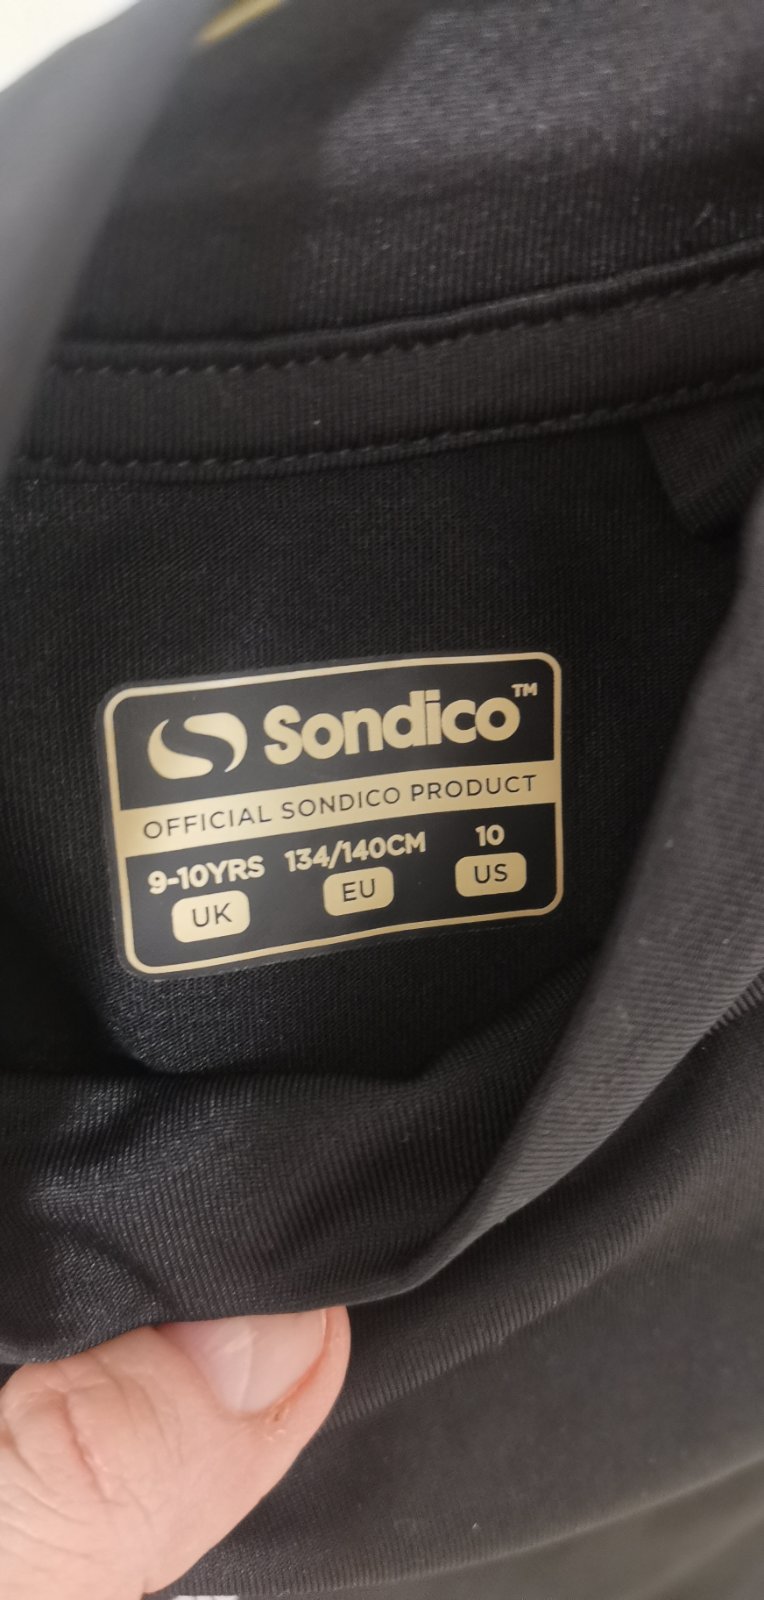 Sondico™
OFFICIAL SONDICO PRODUCT
9-10YRS 134/140CM 10
UK EU US